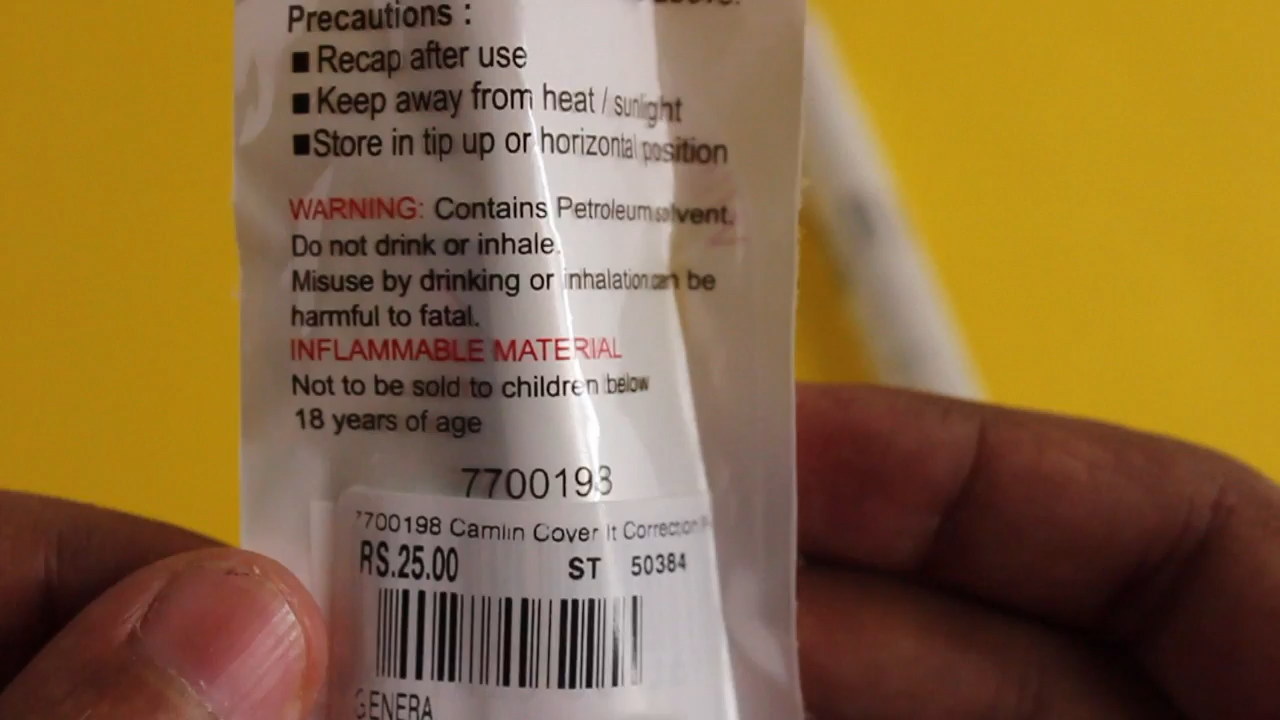 Precautions :
■ Recap after use
■ Keep away from heat / sunlight
■ Store in tip up or horizontal position
WARNING: Contains Petroleum solvent.
Do not drink or inhale.
Misuse by drinking or inhalation can be
harmful to fatal.
INFLAMMABLE MATERIAL
Not to be sold to children below
18 years of age
7700198
7700198 Camlin Cover It Correction
RS.25.00 ST 50384
GENERA